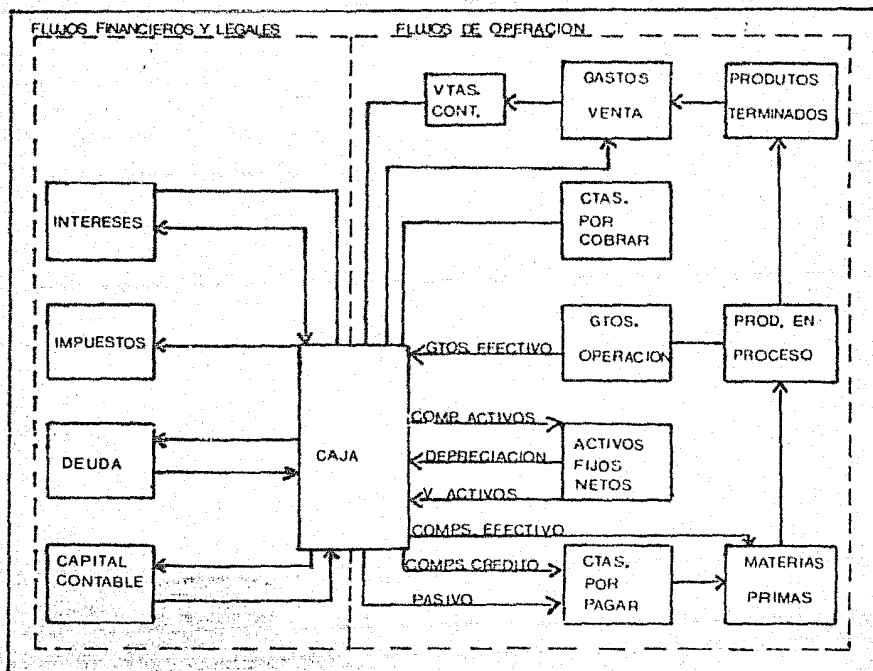 FLUJOS FINANCIEROS Y LEGALES
FLUJOS DE OPERACION
VTAS.
CONT.
GASTOS
VENTA
PRODUTOS
TERMINADOS
INTERESES
CTAS.
POR
COBRAR
IMPUESTOS
GTOS. EFECTIVO
GTOS.
OPERACION
PROD. EN
PROCESO
DEUDA
CAJA
COMP. ACTIVOS
DEPRECIACION
V. ACTIVOS
ACTIVOS
FIJOS
NETOS
COMPS. EFECTIVO
CAPITAL
CONTABLE
COMPS. CREDITO
PASIVO
CTAS.
POR
PAGAR
MATERIAS
PRIMAS